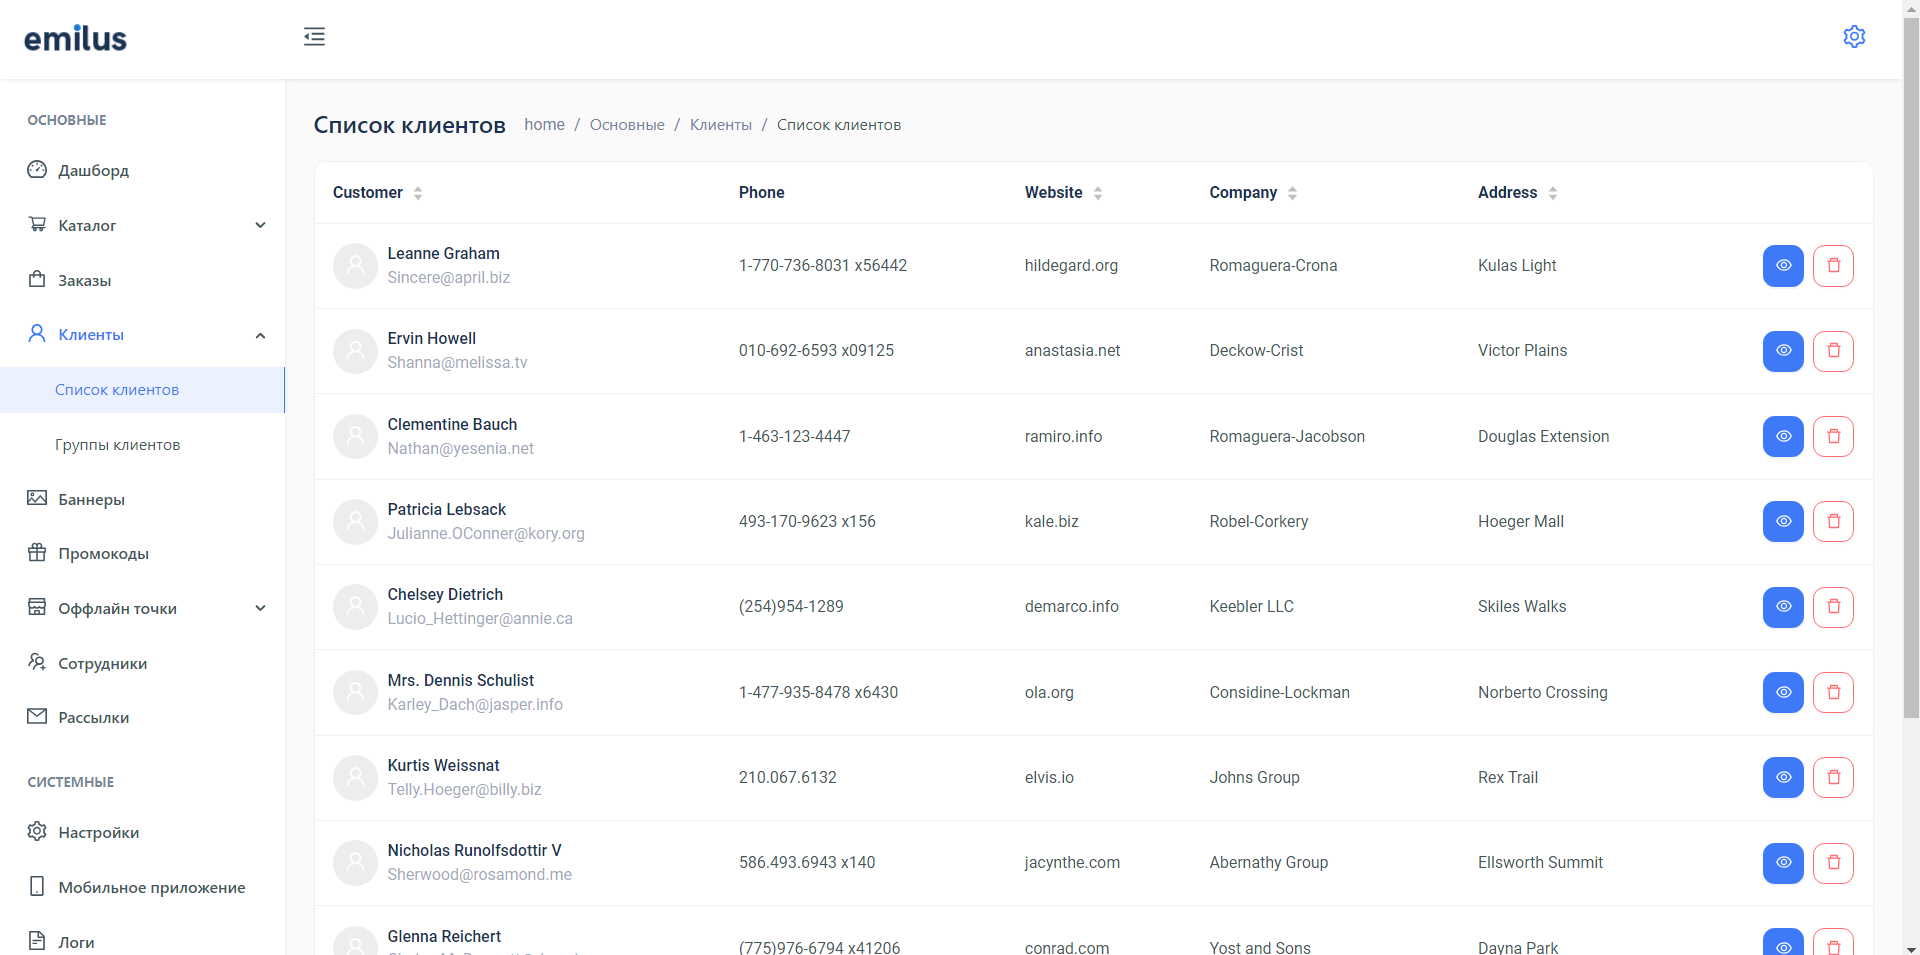 emilus
ОСНОВНЫЕ
Дашборд
Каталог
Заказы
Клиенты
Список клиентов
Группы клиентов
Баннеры
Промокоды
Оффлайн точки
Сотрудники
Рассылки
СИСТЕМНЫЕ
Настройки
Мобильное приложение
Логи
Список клиентов home / Основные / Клиенты / Список клиентов
Customer Phone Website Company Address
Leanne Graham
Sincere@april.biz
1-770-736-8031 x56442 hildegard.org Romaguera-Crona Kulas Light
Ervin Howell
Shanna@melissa.tv
010-692-6593 x09125 anastasia.net Deckow-Crist Victor Plains
Clementine Bauch
Nathan@yesenia.net
1-463-123-4447 ramiro.info Romaguera-Jacobson Douglas Extension
Patricia Lebsack
Julianne.OConner@kory.org
493-170-9623 x156 kale.biz Robel-Corkery Hoeger Mall
Chelsey Dietrich
Lucio_Hettinger@annie.ca
(254)954-1289 demarco.info Keebler LLC Skiles Walks
Mrs. Dennis Schulist
Karley_Dach@jasper.info
1-477-935-8478 x6430 ola.org Considine-Lockman Norberto Crossing
Kurtis Weissnat
Telly.Hoeger@billy.biz
210.067.6132 elvis.io Johns Group Rex Trail
Nicholas Runolfsdottir V
Sherwood@rosamond.me
586.493.6943 x140 jacynthe.com Abernathy Group Ellsworth Summit
Glenna Reichert
(775)976-6794 x41206 conrad.com Yost and Sons Dayna Park